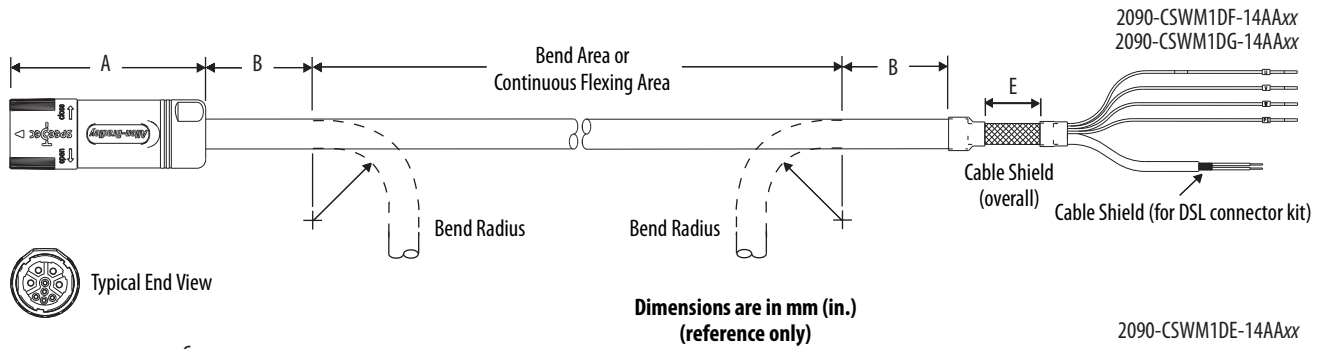 2090-CSWM1DF-14AAxx
2090-CSWM1DG-14AAxx
A
B
Bend Area or
Continuous Flexing Area
B
E
Allen-Bradley
Cable Shield
(overall)
Cable Shield (for DSL connector kit)
Bend Radius
Bend Radius
Typical End View
Dimensions are in mm (in.)
(reference only)
2090-CSWM1DE-14AAxx